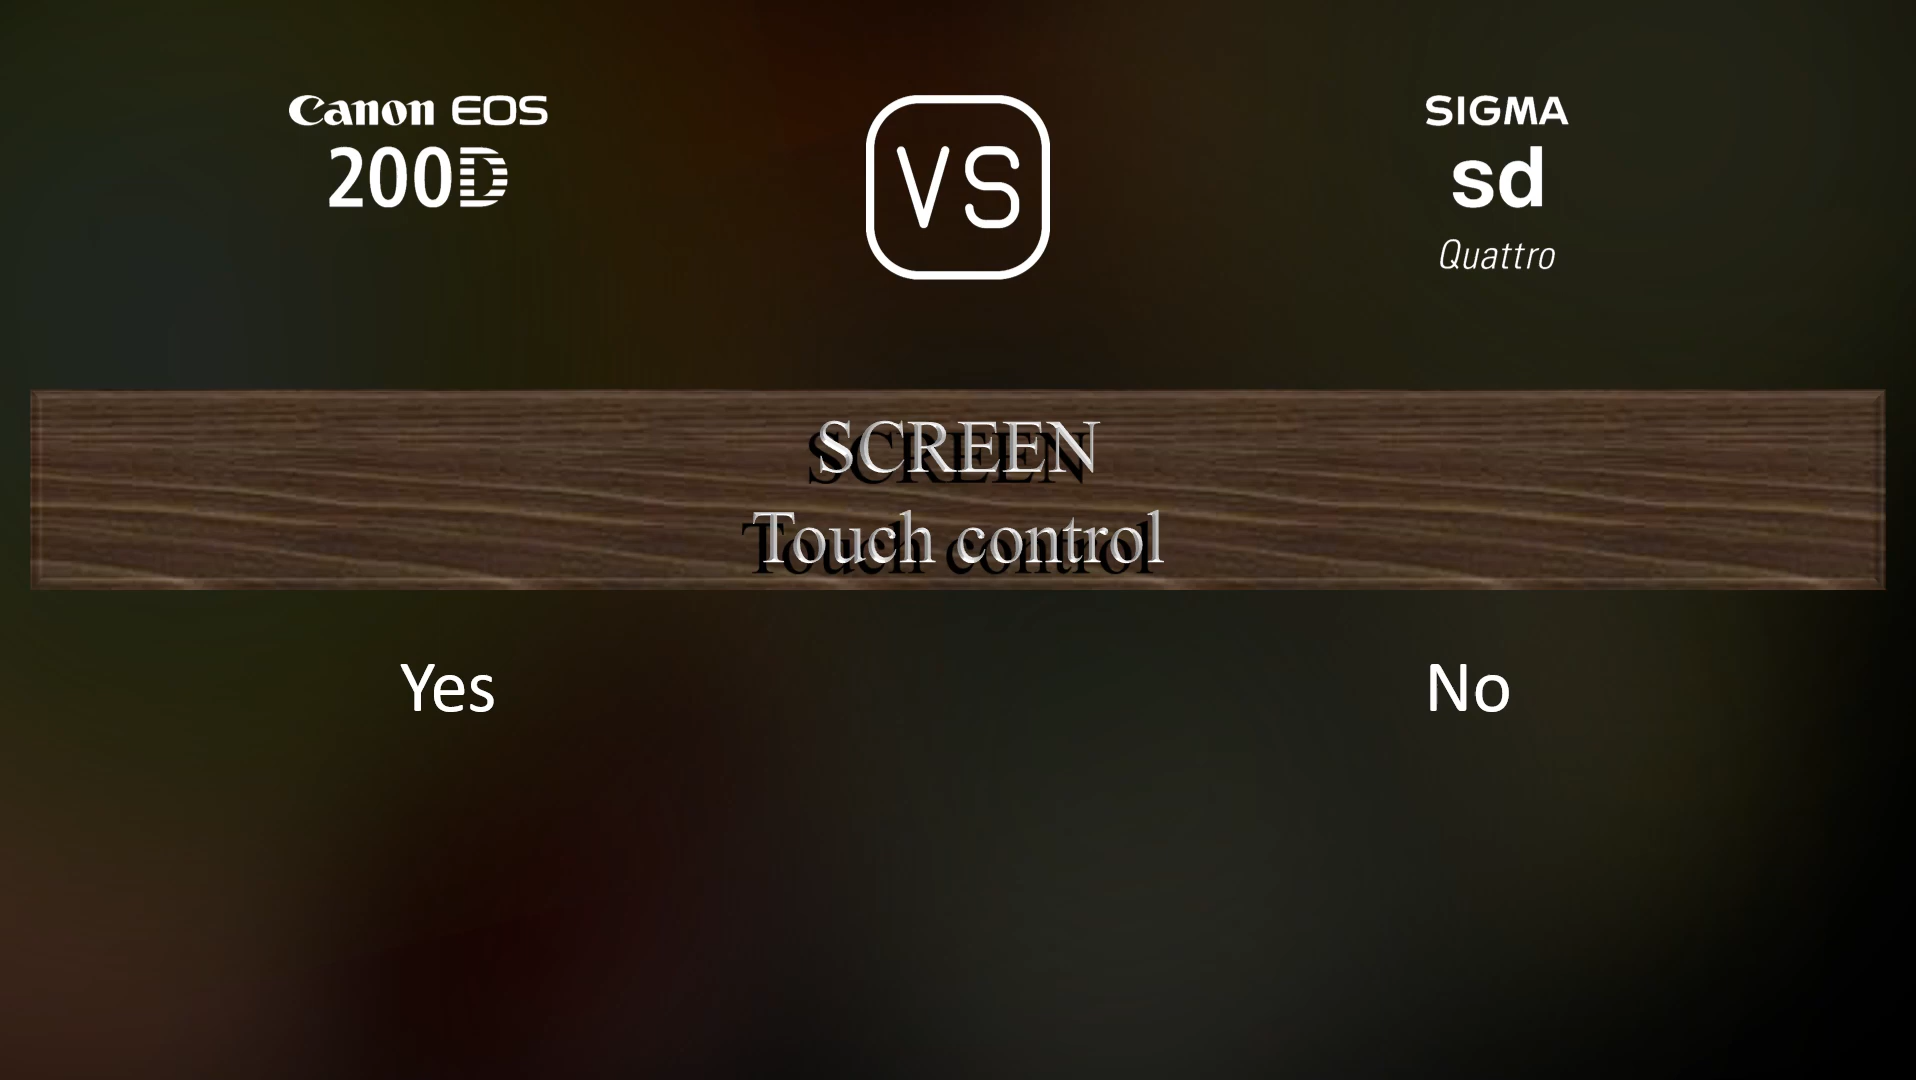 Canon EOS
200D
VS
SIGMA
sd
Quattro
SCREEN
Touch control
Yes
No